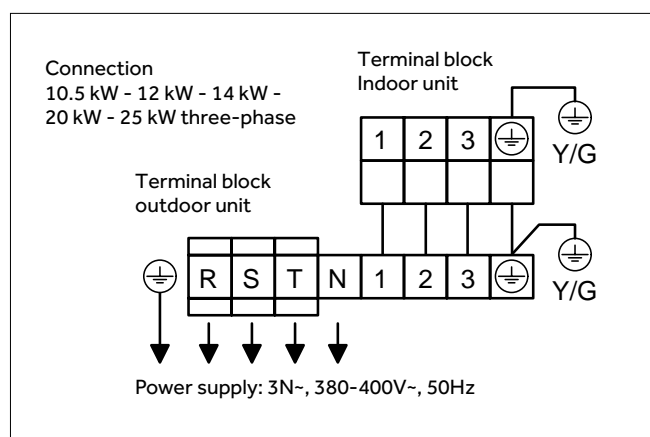 Connection
10.5 kW - 12 kW - 14 kW -
20 kW - 25 kW three-phase
Terminal block
Indoor unit
1 2 3
Y/G
Terminal block
outdoor unit
R S T N 1 2 3
Y/G
Power supply: 3N~, 380-400V~, 50Hz